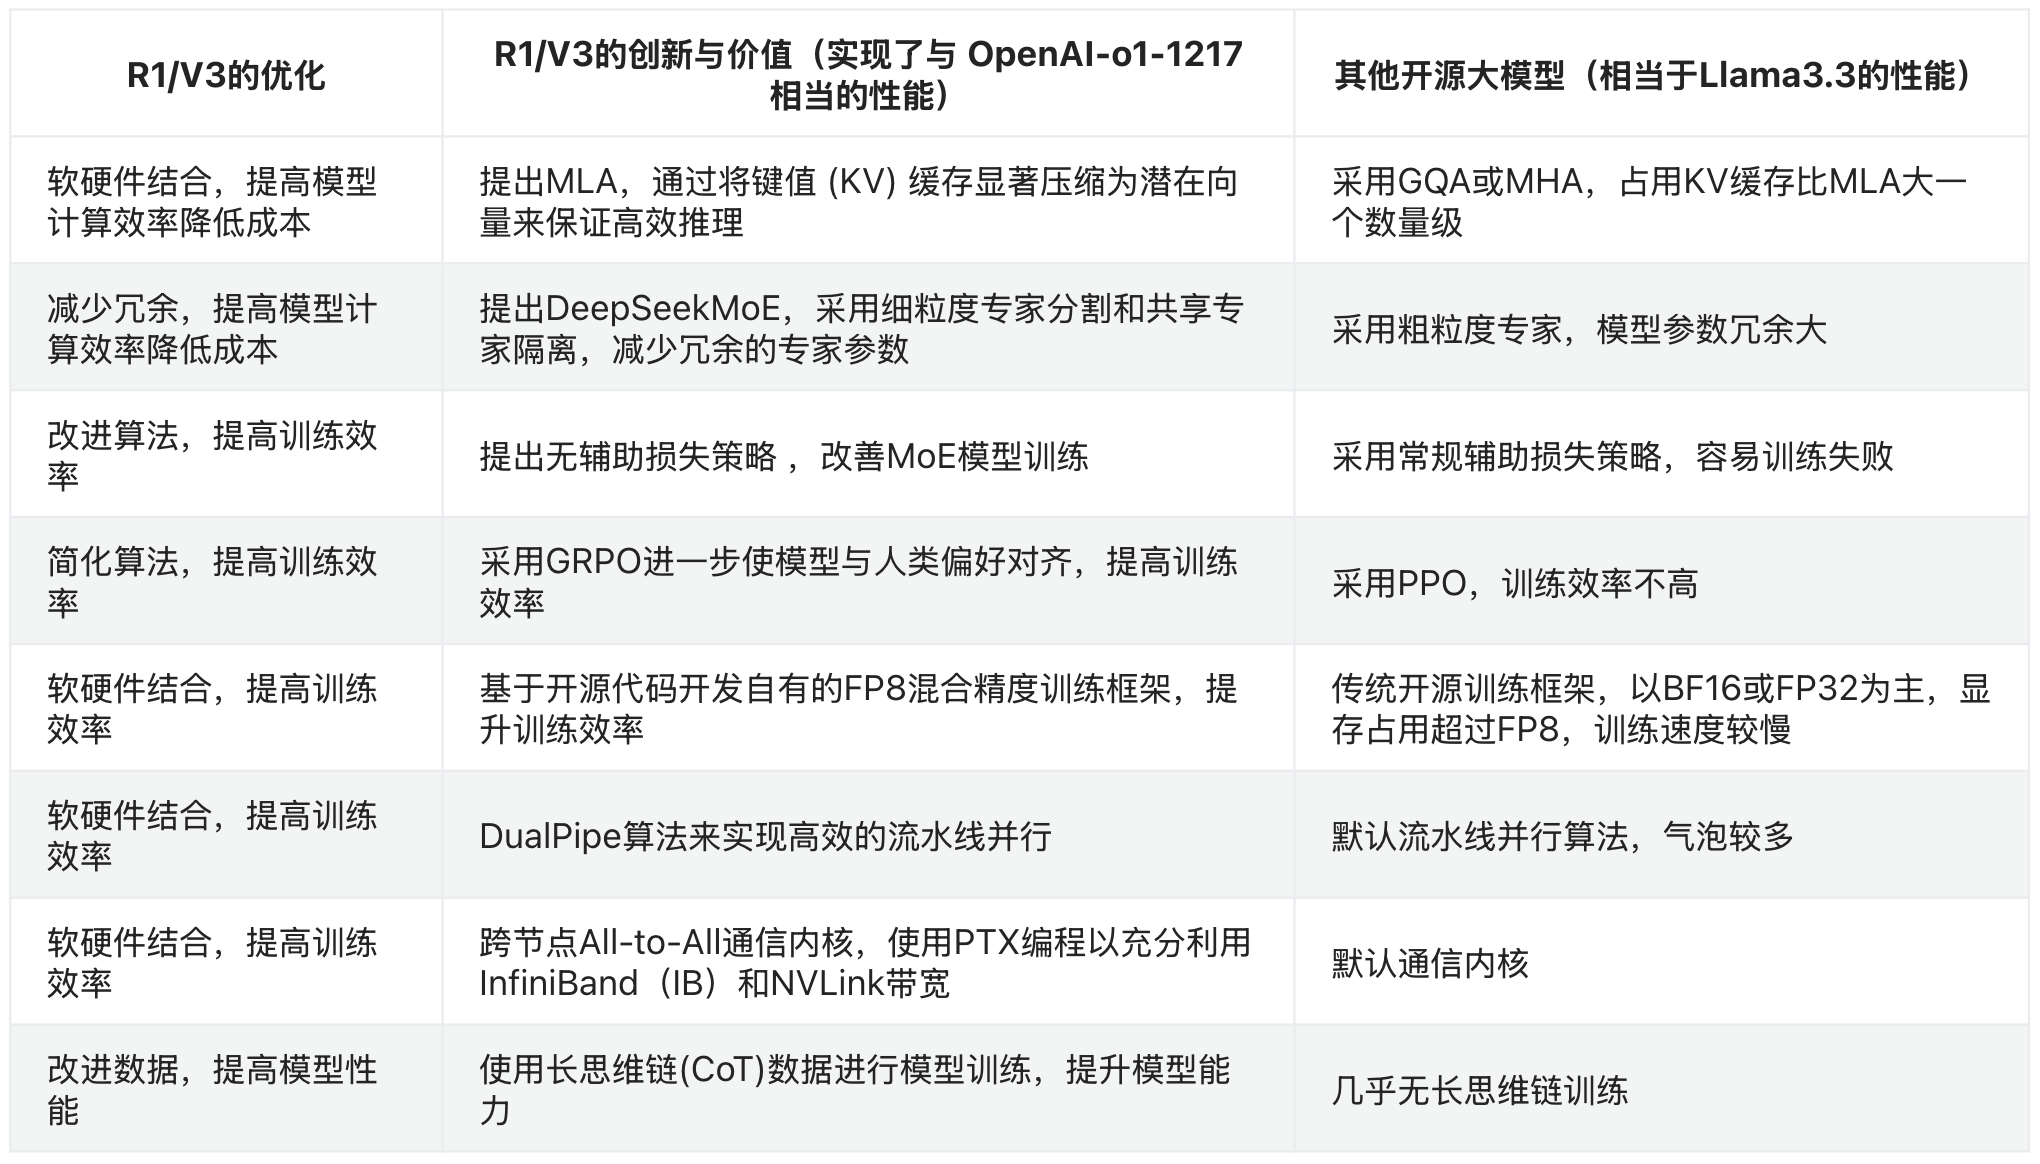 R1/V3的优化
R1/V3的创新与价值（实现了与 OpenAI-o1-1217
相当的性能）
其他开源大模型（相当于Llama3.3的性能）
软硬件结合，提高模型
计算效率降低成本
提出MLA，通过将键值 (KV) 缓存显著压缩为潜在向
量来保证高效推理
采用GQA或MHA，占用KV缓存比MLA大一
个数量级
减少冗余，提高模型计
算效率降低成本
提出DeepSeekMoE，采用细粒度专家分割和共享专
家隔离，减少冗余的专家参数
采用粗粒度专家，模型参数冗余大
改进算法，提高训练效
率
提出无辅助损失策略 ，改善MoE模型训练
采用常规辅助损失策略，容易训练失败
简化算法，提高训练效
率
采用GRPO进一步使模型与人类偏好对齐，提高训练
效率
采用PPO，训练效率不高
软硬件结合，提高训练
效率
基于开源代码开发自有的FP8混合精度训练框架，提
升训练效率
传统开源训练框架，以BF16或FP32为主，显
存占用超过FP8，训练速度较慢
软硬件结合，提高训练
效率
DualPipe算法来实现高效的流水线并行
默认流水线并行算法，气泡较多
软硬件结合，提高训练
效率
跨节点All-to-All通信内核，使用PTX编程以充分利用
InfiniBand（IB）和NVLink带宽
默认通信内核
改进数据，提高模型性
能
使用长思维链(CoT)数据进行模型训练，提升模型能
力
几乎无长思维链训练